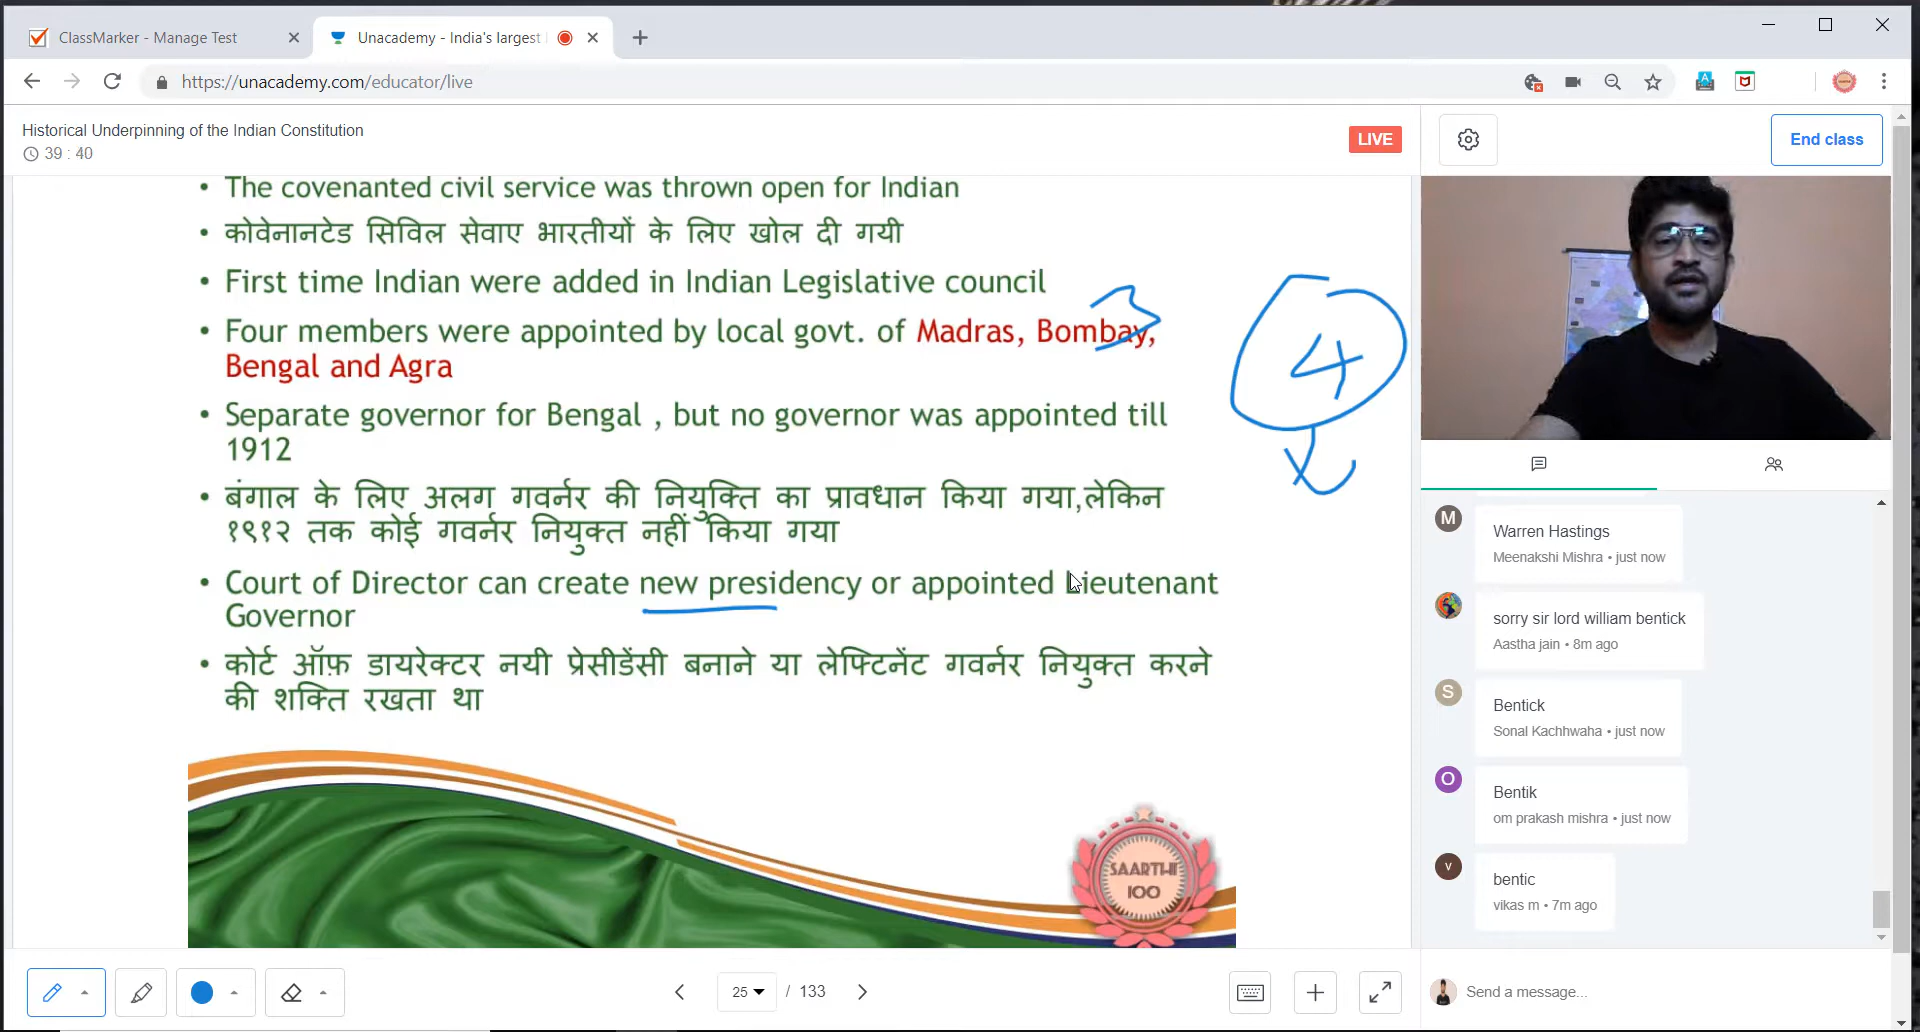 ClassMarker - Manage Test
Unacademy - India's largest
https://unacademy.com/educator/live
Historical Underpinning of the Indian Constitution
39 : 40
LIVE
End class
• The covenanted civil service was thrown open for Indian
• कोवेनानटेड सिविल सेवाए भारतीयों के लिए खोल दी गयी
• First time Indian were added in Indian Legislative council
3
• Four members were appointed by local govt. of Madras, Bombay,
Bengal and Agra
4
• Separate governor for Bengal , but no governor was appointed till
1912
• बंगाल के लिए अलग गवर्नर की नियुक्ति का प्रावधान किया गया,लेकिन
१९१२ तक कोई गवर्नर नियुक्त नहीं किया गया
• Court of Director can create new presidency or appointed Lieutenant
Governor
• कोर्ट ऑफ़ डायरेक्टर नयी प्रेसीडेंसी बनाने या लेफ्टिनेंट गवर्नर नियुक्त करने
की शक्ति रखता था
SAARTHI
100
M
Warren Hastings
Meenakshi Mishra • just now
sorry sir lord william bentick
Aastha jain • 8m ago
S
Bentick
Sonal Kachhwaha • just now
O
Bentik
om prakash mishra • just now
v
bentic
vikas m • 7m ago
25 / 133
Send a message...